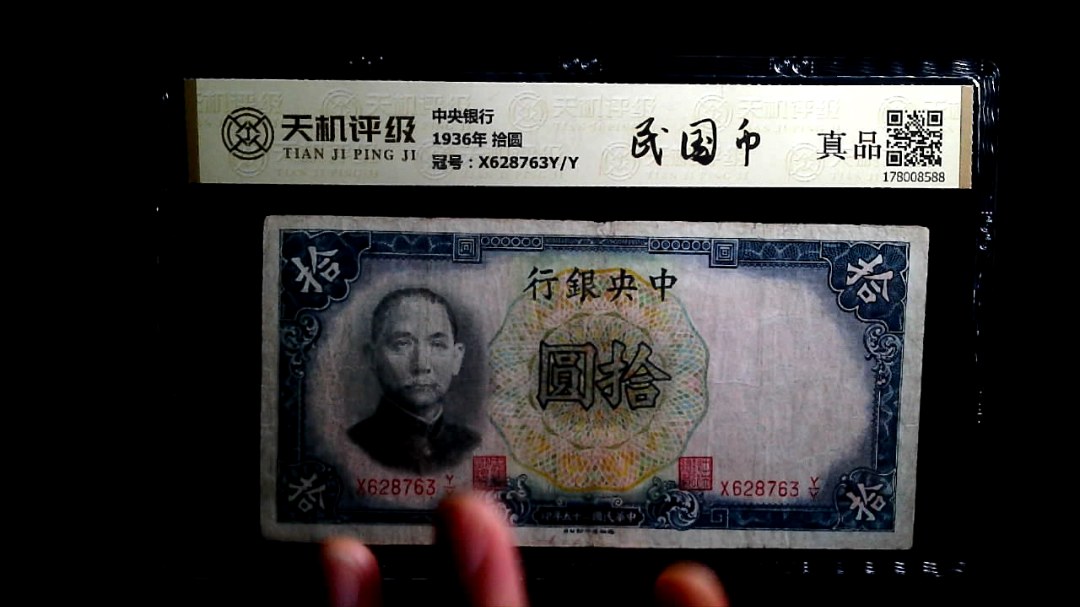 天机评级
TIAN JI PING JI
中央银行
1936年 拾圆
冠号：X628763Y/Y
民国币
真品
178008588
拾
拾
行銀央中
圓拾
X628763 Y/Y
X628763 Y/Y
拾
拾